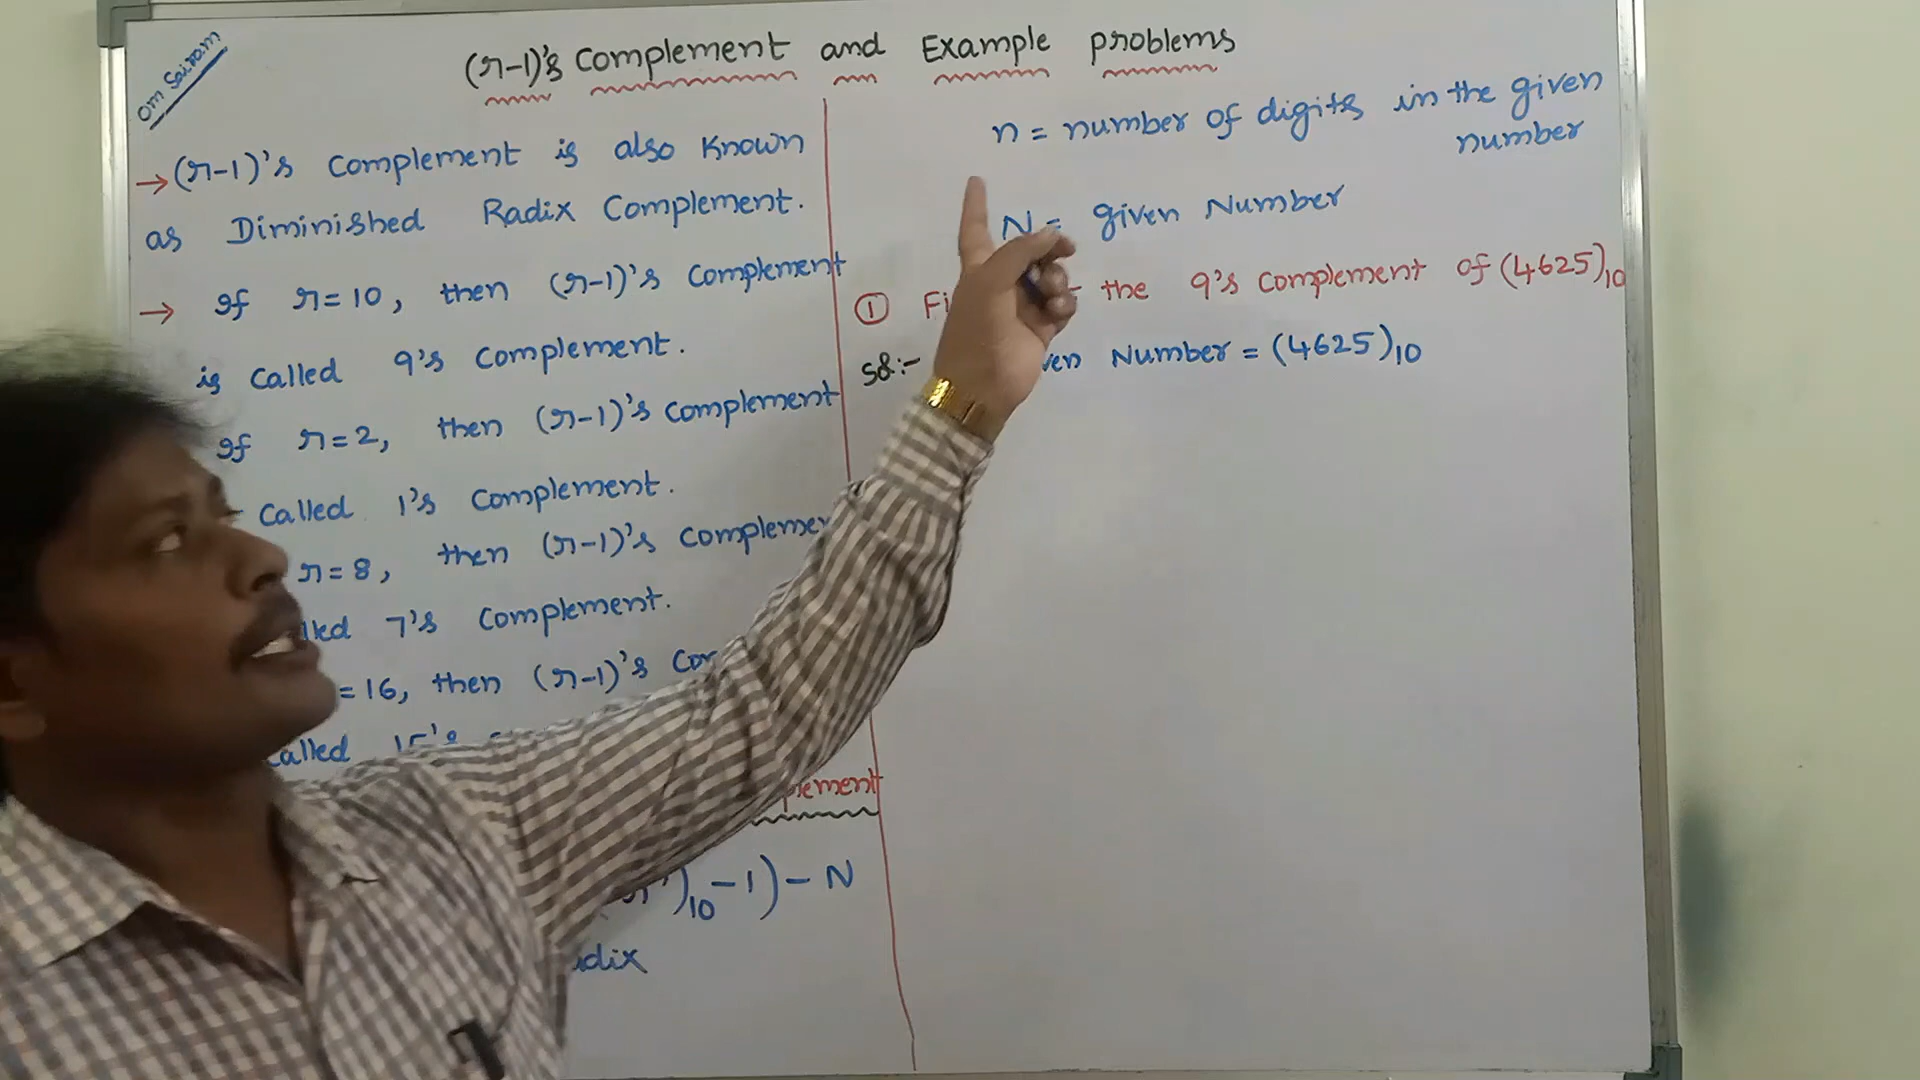 Om Sairam
(r-1)'s Complement and Example problems
→ (r-1)'s Complement is also Known
as Diminished Radix Complement.
→ If r=10, then (r-1)'s Complement
is Called 9's Complement.
If r=2, then (r-1)'s Complement
Called 1's Complement.
r=8, then (r-1)'s
7's Complement.
=16, then (r-1)'s
15's
)10-1)-N
n = number of digits in the given
number
N = given Number
① the 9's Complement of (4625)10
Sol:- Number = (4625)10